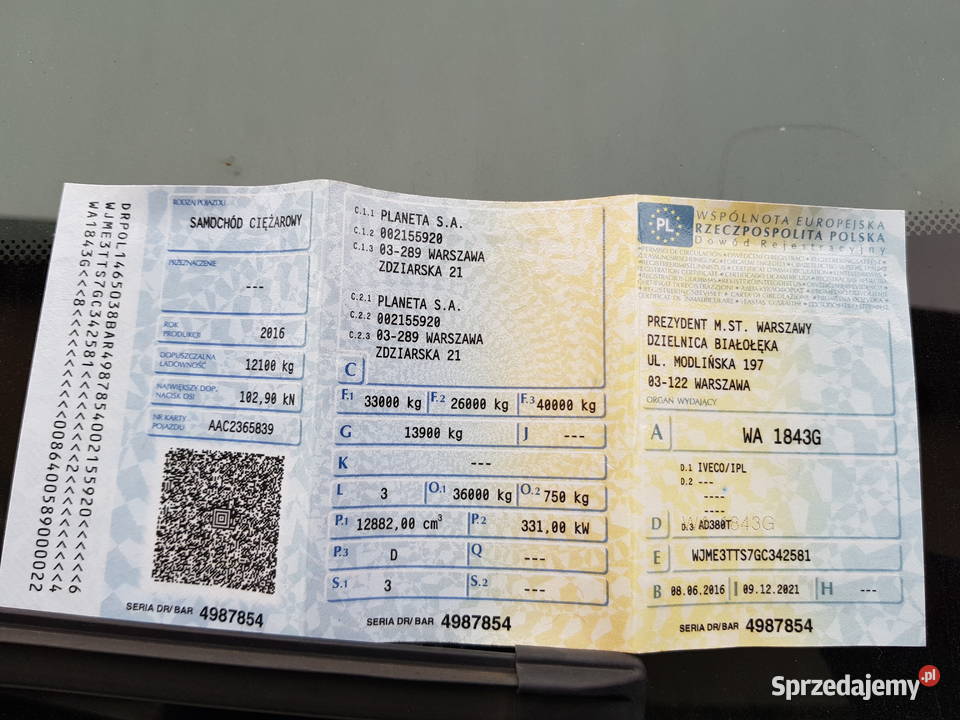 DRPPOL1465038BAR4987854002155920<<<<<<6
WJME3TTS7GC342581<<<<<<
WA1843G<<8<
RODZAJ POJAZDU
SAMOCHÓD CIĘŻAROWY
PRZEZNACZENIE
---
ROK PRODUKCJI
2016
DOPUSZCZALNA ŁADOWNOŚĆ
12100 kg
NAJWIĘKSZY DOP. NACISK OSI
102,90 kN
NR KARTY POJAZDU
AAC2365839
SERIA DR/BAR 4987854
C.1.1 PLANETA S.A.
C.1.2 002155920
C.1.3 03-289 WARSZAWA
ZDZIARSKA 21
C.2.1 PLANETA S.A.
C.2.2 002155920
C.2.3 03-289 WARSZAWA
ZDZIARSKA 21
C
F.1 33000 kg F.2 26000 kg F.3 40000 kg
G 13900 kg J ---
K ---
L 3 O.1 36000 kg O.2 750 kg
P.1 12882,00 cm³ P.2 331,00 kW
P.3 D Q ---
S.1 3 S.2 ---
SERIA DR/BAR 4987854
PL
WSPÓLNOTA EUROPEJSKA
RZECZPOSPOLITA POLSKA
Dowód Rejestracyjny
PREZYDENT M.ST. WARSZAWY
DZIELNICA BIAŁOŁĘKA
UL. MODLIŃSKA 197
03-122 WARSZAWA
ORGAN WYDAJĄCY
A WA 1843G
D.1 IVECO/IPL
D.2 ---
----
----
D D.3 AD380T
E WJME3TTS7GC342581
B 08.06.2016 I 09.12.2021 H ---
SERIA DR/BAR 4987854
Sprzedajemy.pl